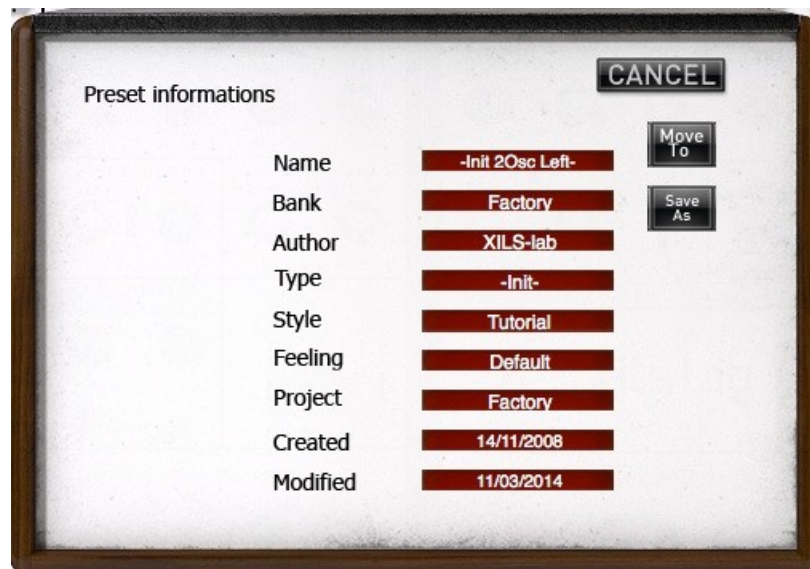 CANCEL
Preset informations
Move
To
Name -Init 2Osc Left-
Bank Factory
Save
As
Author XILS-lab
Type -Init-
Style Tutorial
Feeling Default
Project Factory
Created 14/11/2008
Modified 11/03/2014